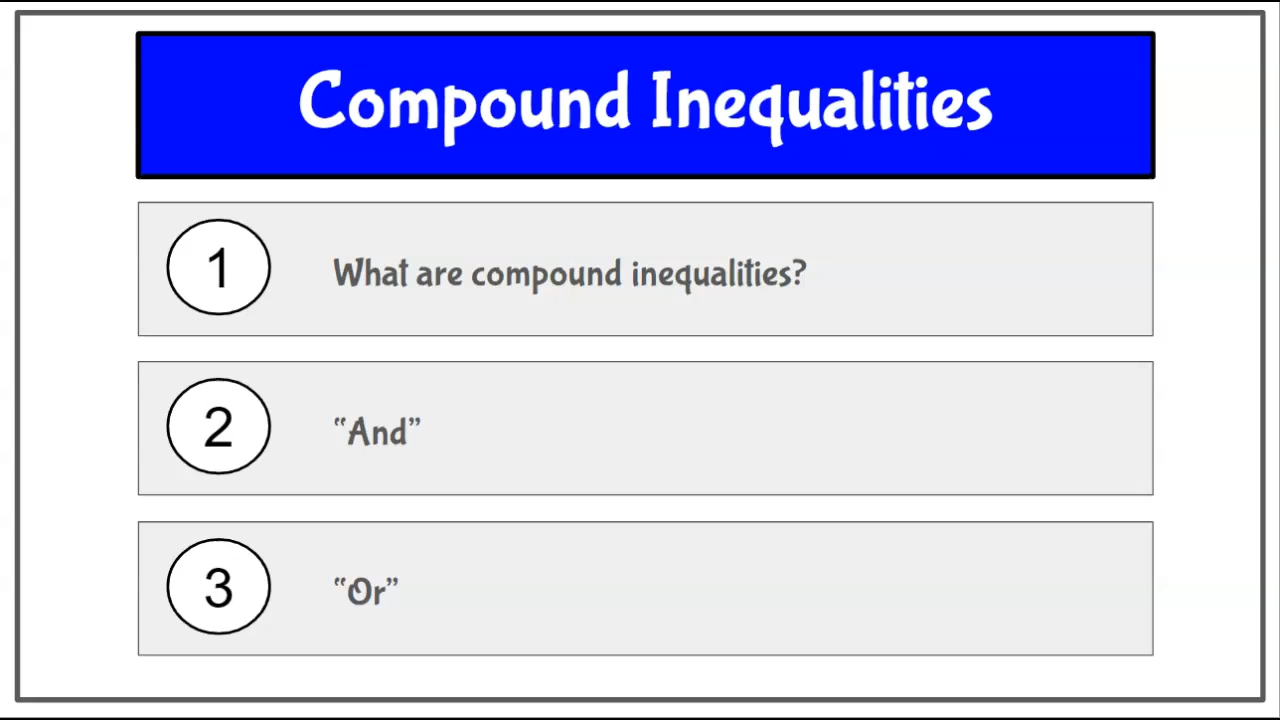 Compound Inequalities
1 What are compound inequalities?
2 “And”
3 “Or”